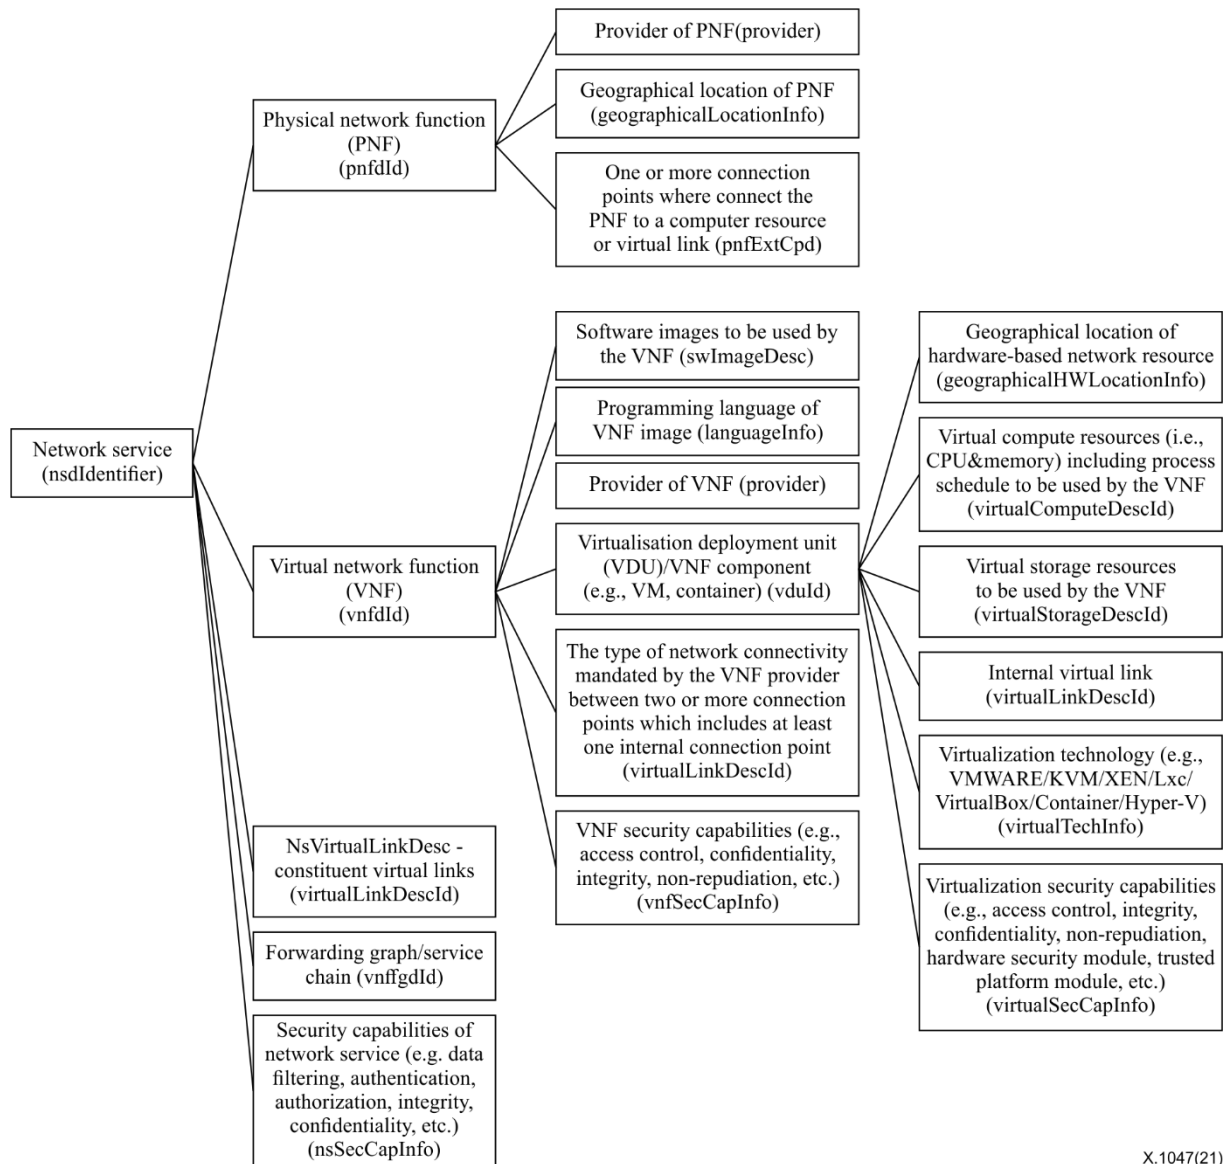 Provider of PNF(provider)
Geographical location of PNF
(geographicalLocationInfo)
Physical network function
(PNF)
(pnfdId)
One or more connection
points where connect the
PNF to a computer resource
or virtual link (pnfExtCpd)
Network service
(nsdIdentifier)
Virtual network function
(VNF)
(vnfdId)
Software images to be used by
the VNF (swImageDesc)
Programming language of
VNF image (languageInfo)
Provider of VNF (provider)
Virtualisation deployment unit
(VDU)/VNF component
(e.g., VM, container) (vduId)
The type of network connectivity
mandated by the VNF provider
between two or more connection
points which includes at least
one internal connection point
(virtualLinkDescId)
VNF security capabilities (e.g.,
access control, confidentiality,
integrity, non-repudiation, etc.)
(vnfSecCapInfo)
Geographical location of
hardware-based network resource
(geographicalHWLocationInfo)
Virtual compute resources (i.e.,
CPU&memory) including process
schedule to be used by the VNF
(virtualComputeDescId)
Virtual storage resources
to be used by the VNF
(virtualStorageDescId)
Internal virtual link
(virtualLinkDescId)
Virtualization technology (e.g.,
VMWARE/KVM/XEN/Lxc/
VirtualBox/Container/Hyper-V)
(virtualTechInfo)
Virtualization security capabilities
(e.g., access control, integrity,
confidentiality, non-repudiation,
hardware security module, trusted
platform module, etc.)
(virtualSecCapInfo)
NsVirtualLinkDesc -
constituent virtual links
(virtualLinkDescId)
Forwarding graph/service
chain (vnffgdId)
Security capabilities of
network service (e.g. data
filtering, authentication,
authorization, integrity,
confidentiality, etc.)
(nsSecCapInfo)
X.1047(21)